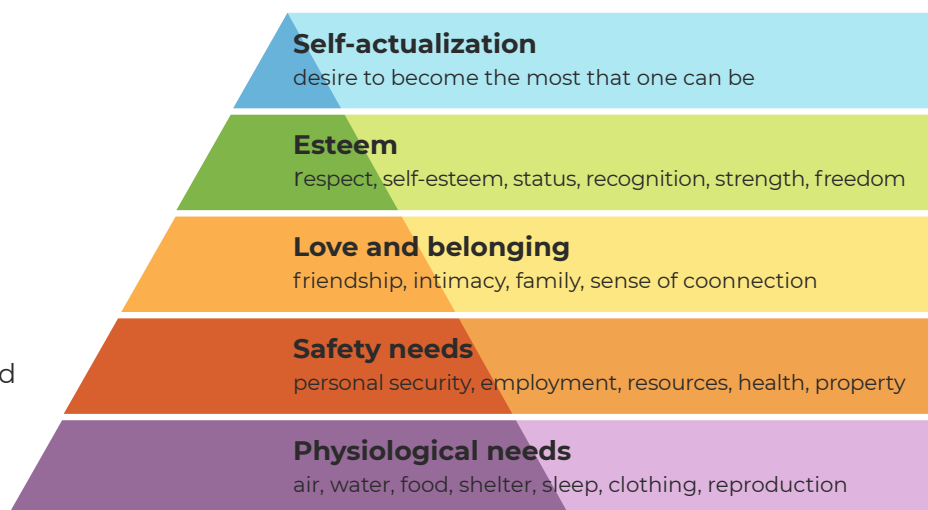 Self-actualization
desire to become the most that one can be
Esteem
respect, self-esteem, status, recognition, strength, freedom
Love and belonging
friendship, intimacy, family, sense of coonnection
Safety needs
d
personal security, employment, resources, health, property
Physiological needs
air, water, food, shelter, sleep, clothing, reproduction